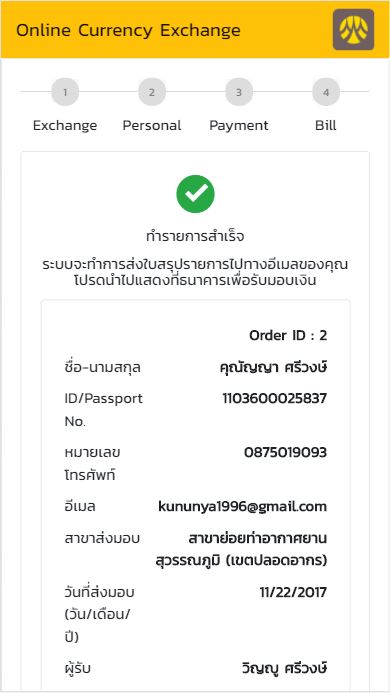 Online Currency Exchange
1 2 3 4
Exchange Personal Payment Bill
ทำรายการสำเร็จ
ระบบจะทำการส่งใบสรุปรายการไปทางอีเมลของคุณ
โปรดนำไปแสดงที่ธนาคารเพื่อรับมอบเงิน
Order ID : 2
ชื่อ-นามสกุล คุณัญญา ศรีวงษ์
ID/Passport 1103600025837
No.
หมายเลข 0875019093
โทรศัพท์
อีเมล kununya1996@gmail.com
สาขาส่งมอบ สาขาย่อยท่าอากาศยาน
สุวรรณภูมิ (เขตปลอดอากร)
วันที่ส่งมอบ 11/22/2017
(วัน/เดือน/
ปี)
ผู้รับ วิญญู ศรีวงษ์